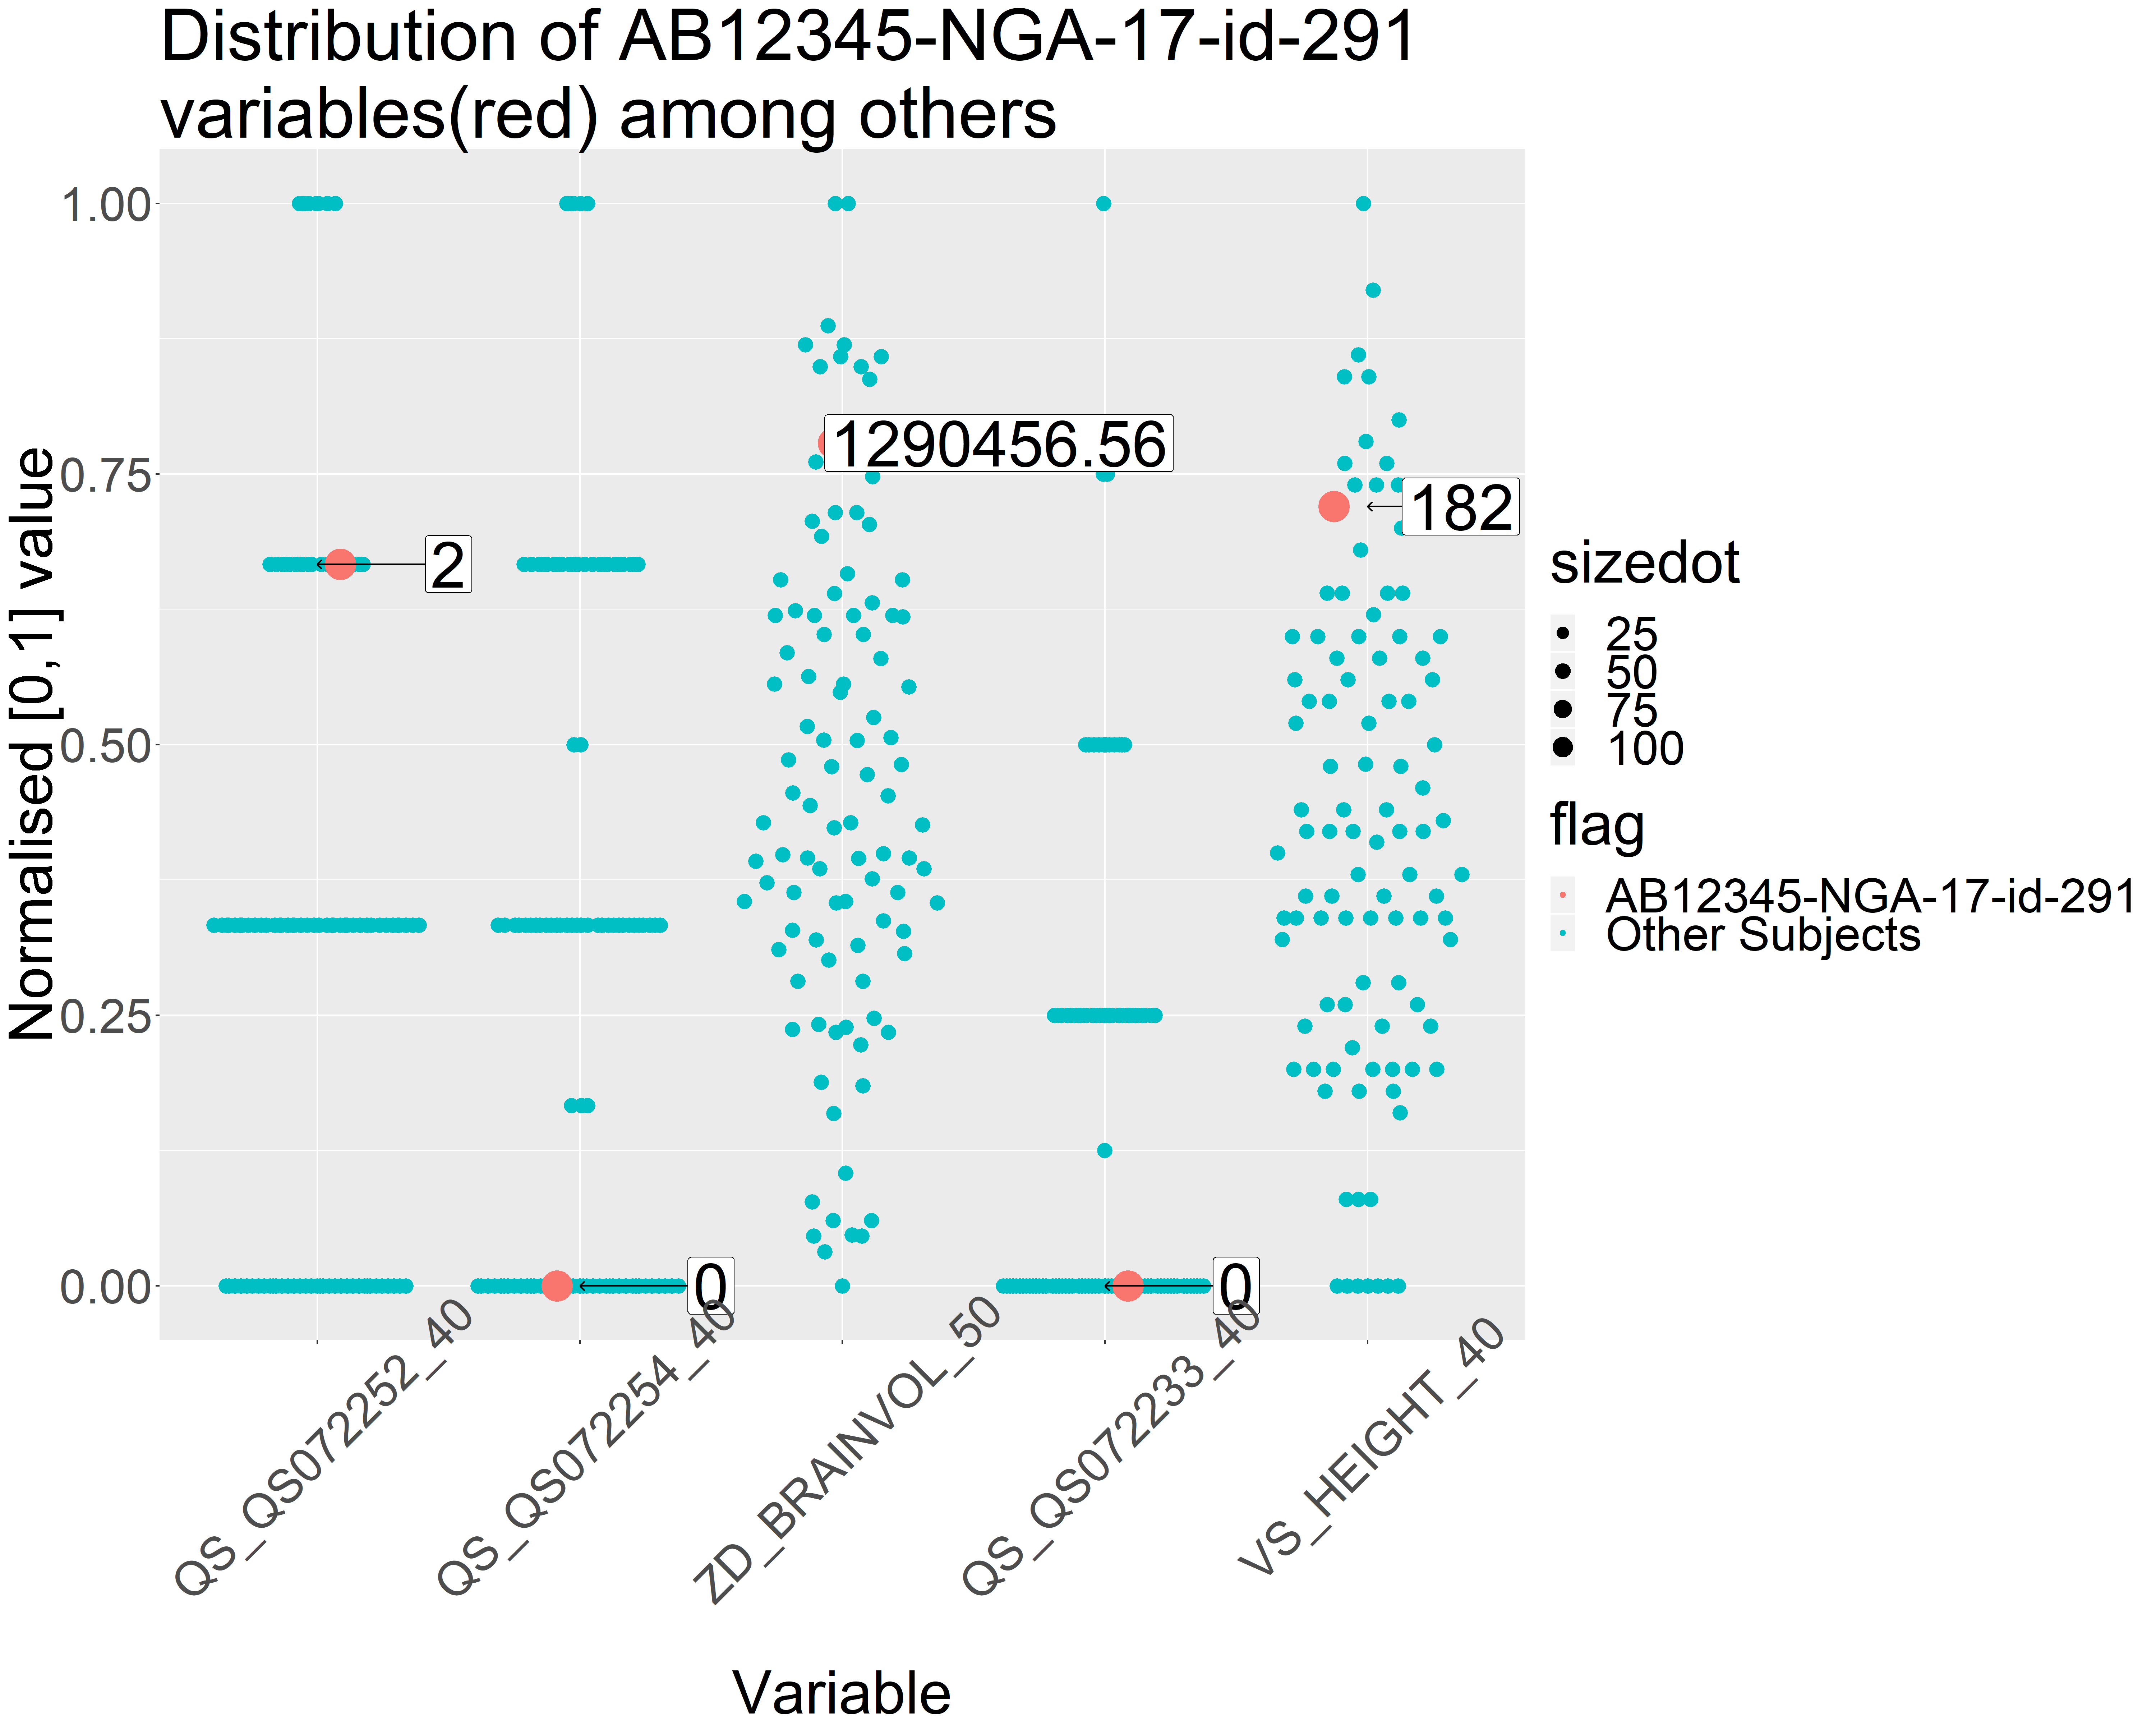 Distribution of AB12345-NGA-17-id-291
variables(red) among others
Normalised [0,1] value
1.00
0.75
0.50
0.25
0.00
1290456.56
182
2
0
0
QS_QS072252_40
QS_QS072254_40
ZD_BRAINVOL_50
QS_QS072233_40
VS_HEIGHT_40
Variable
sizedot
25
50
75
100
flag
AB12345-NGA-17-id-291
Other Subjects